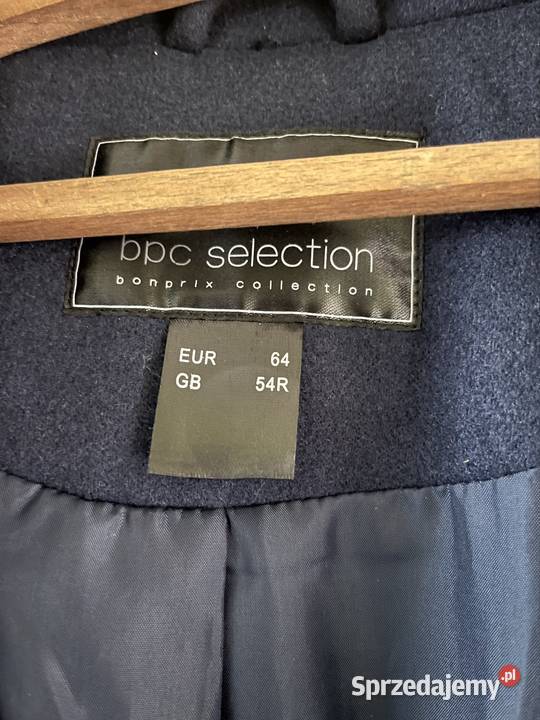 bpc selection
bonprix collection
EUR 64
GB 54R
Sprzedajemy.pl